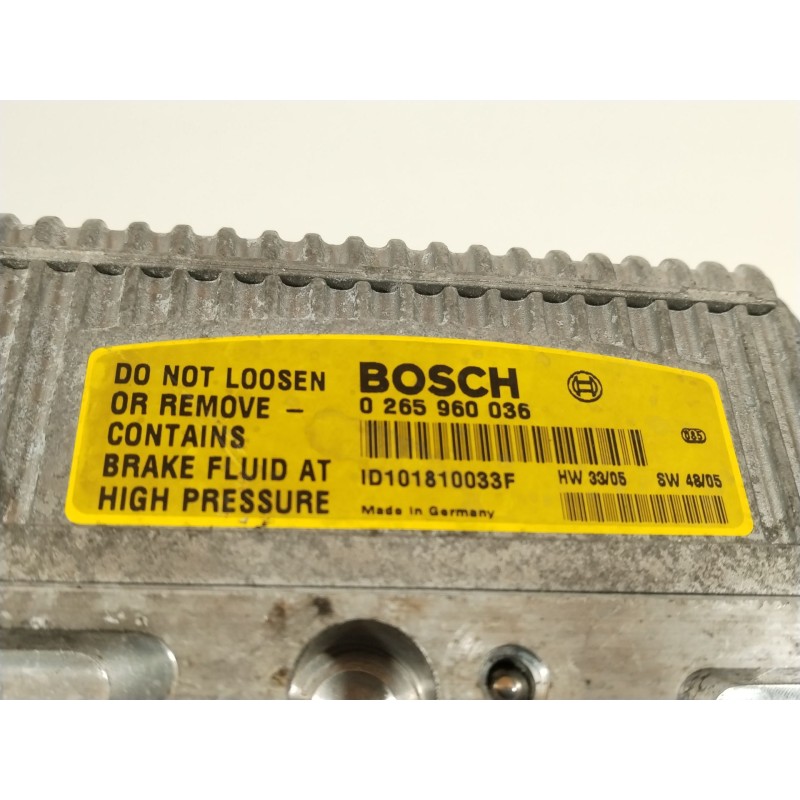 DO NOT LOOSEN
OR REMOVE –
CONTAINS
BRAKE FLUID AT
HIGH PRESSURE
BOSCH
0 265 960 036
ID101810033F
Made in Germany
HW 33/05 SW 48/05